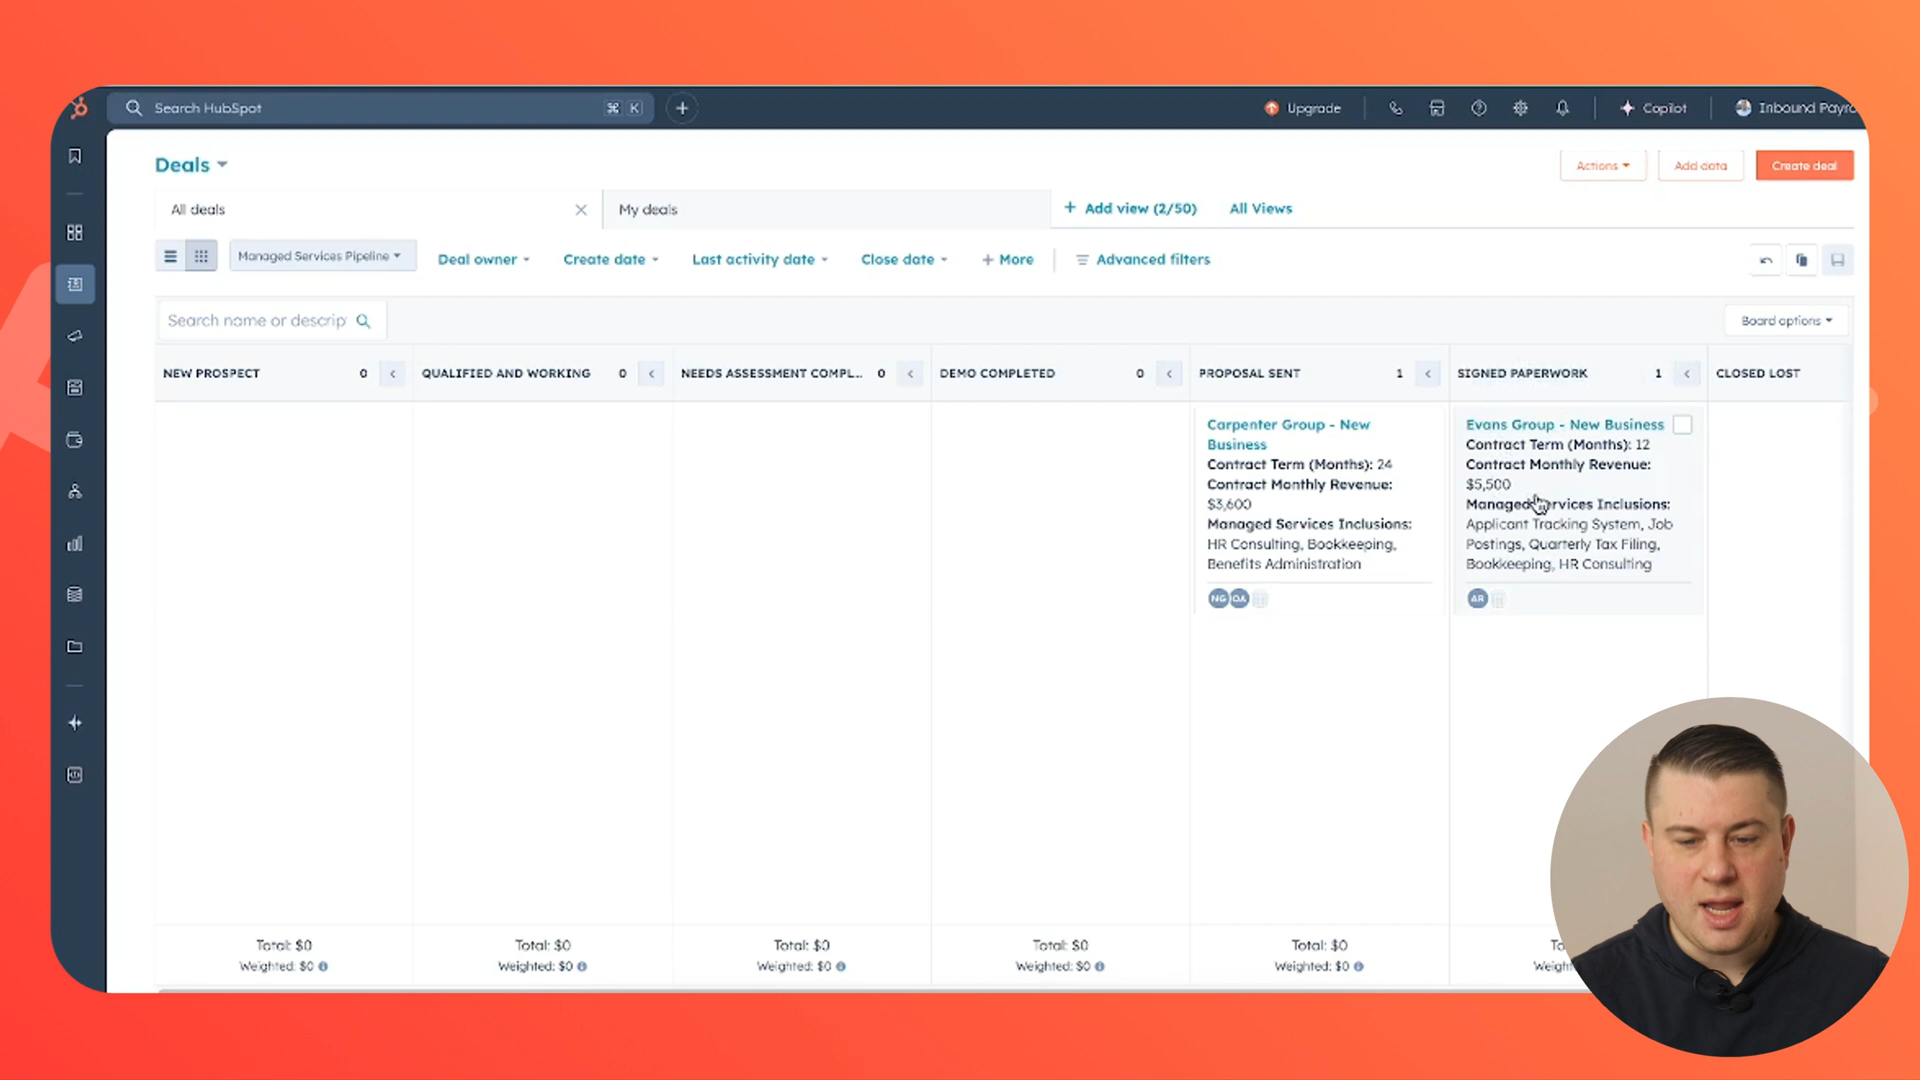 Search HubSpot
⌘ K
+
Upgrade
Copilot
Inbound Payro
Deals
Actions
Add data
Create deal
All deals
My deals
+ Add view (2/50)
All Views
Managed Services Pipeline
Deal owner
Create date
Last activity date
Close date
+ More
Advanced filters
Search name or descrip
Board options
NEW PROSPECT 0
QUALIFIED AND WORKING 0
NEEDS ASSESSMENT COMPL... 0
DEMO COMPLETED 0
PROPOSAL SENT 1
SIGNED PAPERWORK 1
CLOSED LOST
Carpenter Group - New
Business
Contract Term (Months): 24
Contract Monthly Revenue:
$3,600
Managed Services Inclusions:
HR Consulting, Bookkeeping,
Benefits Administration
NG OA
Evans Group - New Business
Contract Term (Months): 12
Contract Monthly Revenue:
$5,500
Managed Services Inclusions:
Applicant Tracking System, Job
Postings, Quarterly Tax Filing,
Bookkeeping, HR Consulting
AR
Total: $0
Weighted: $0
Total: $0
Weighted: $0
Total: $0
Weighted: $0
Total: $0
Weighted: $0
Total: $0
Weighted: $0
To
Weight